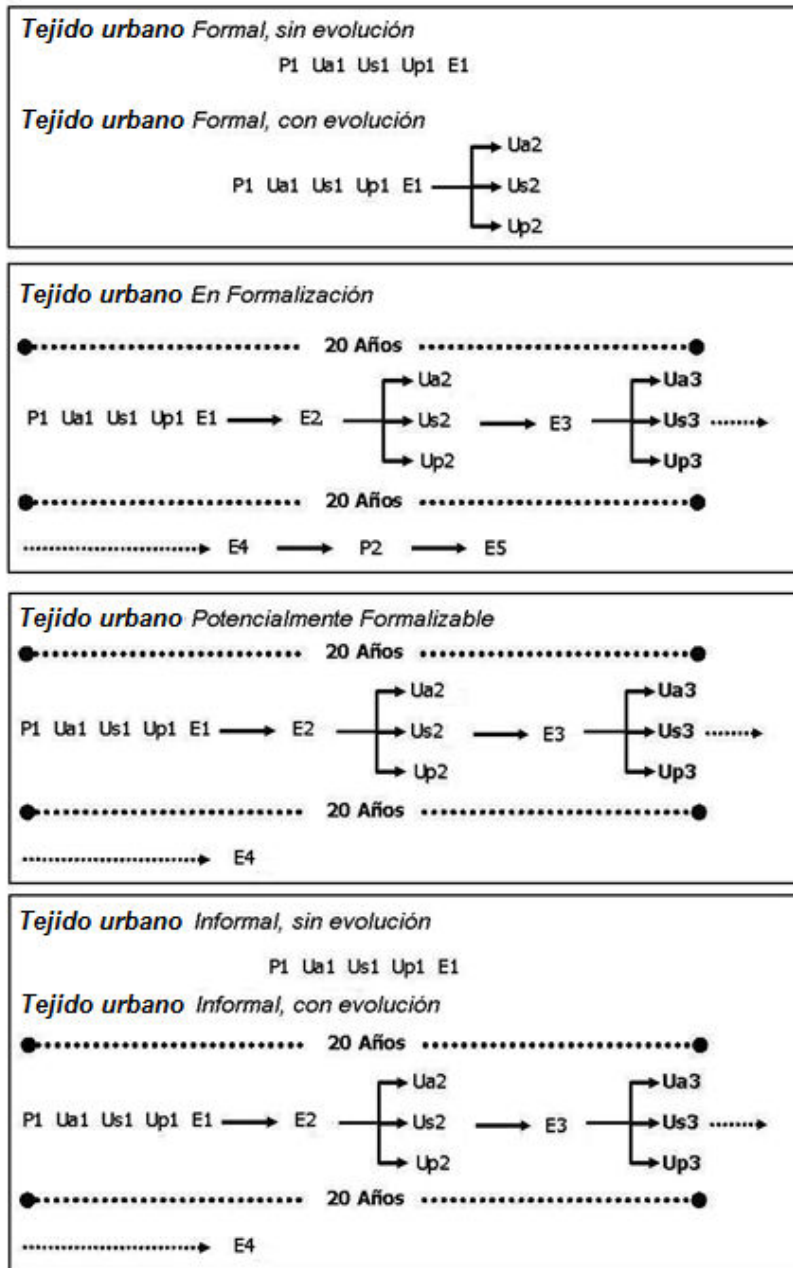 Tejido urbano Formal, sin evolución
P1 Ua1 Us1 Up1 E1
Tejido urbano Formal, con evolución
Ua2
P1 Ua1 Us1 Up1 E1 Us2
Up2
Tejido urbano En Formalización
20 Años
Ua2 Ua3
P1 Ua1 Us1 Up1 E1 E2 Us2 E3 Us3
Up2 Up3
20 Años
E4 P2 E5
Tejido urbano Potencialmente Formalizable
20 Años
Ua2 Ua3
P1 Ua1 Us1 Up1 E1 E2 Us2 E3 Us3
Up2 Up3
20 Años
E4
Tejido urbano Informal, sin evolución
P1 Ua1 Us1 Up1 E1
Tejido urbano Informal, con evolución
20 Años
Ua2 Ua3
P1 Ua1 Us1 Up1 E1 E2 Us2 E3 Us3
Up2 Up3
20 Años
E4